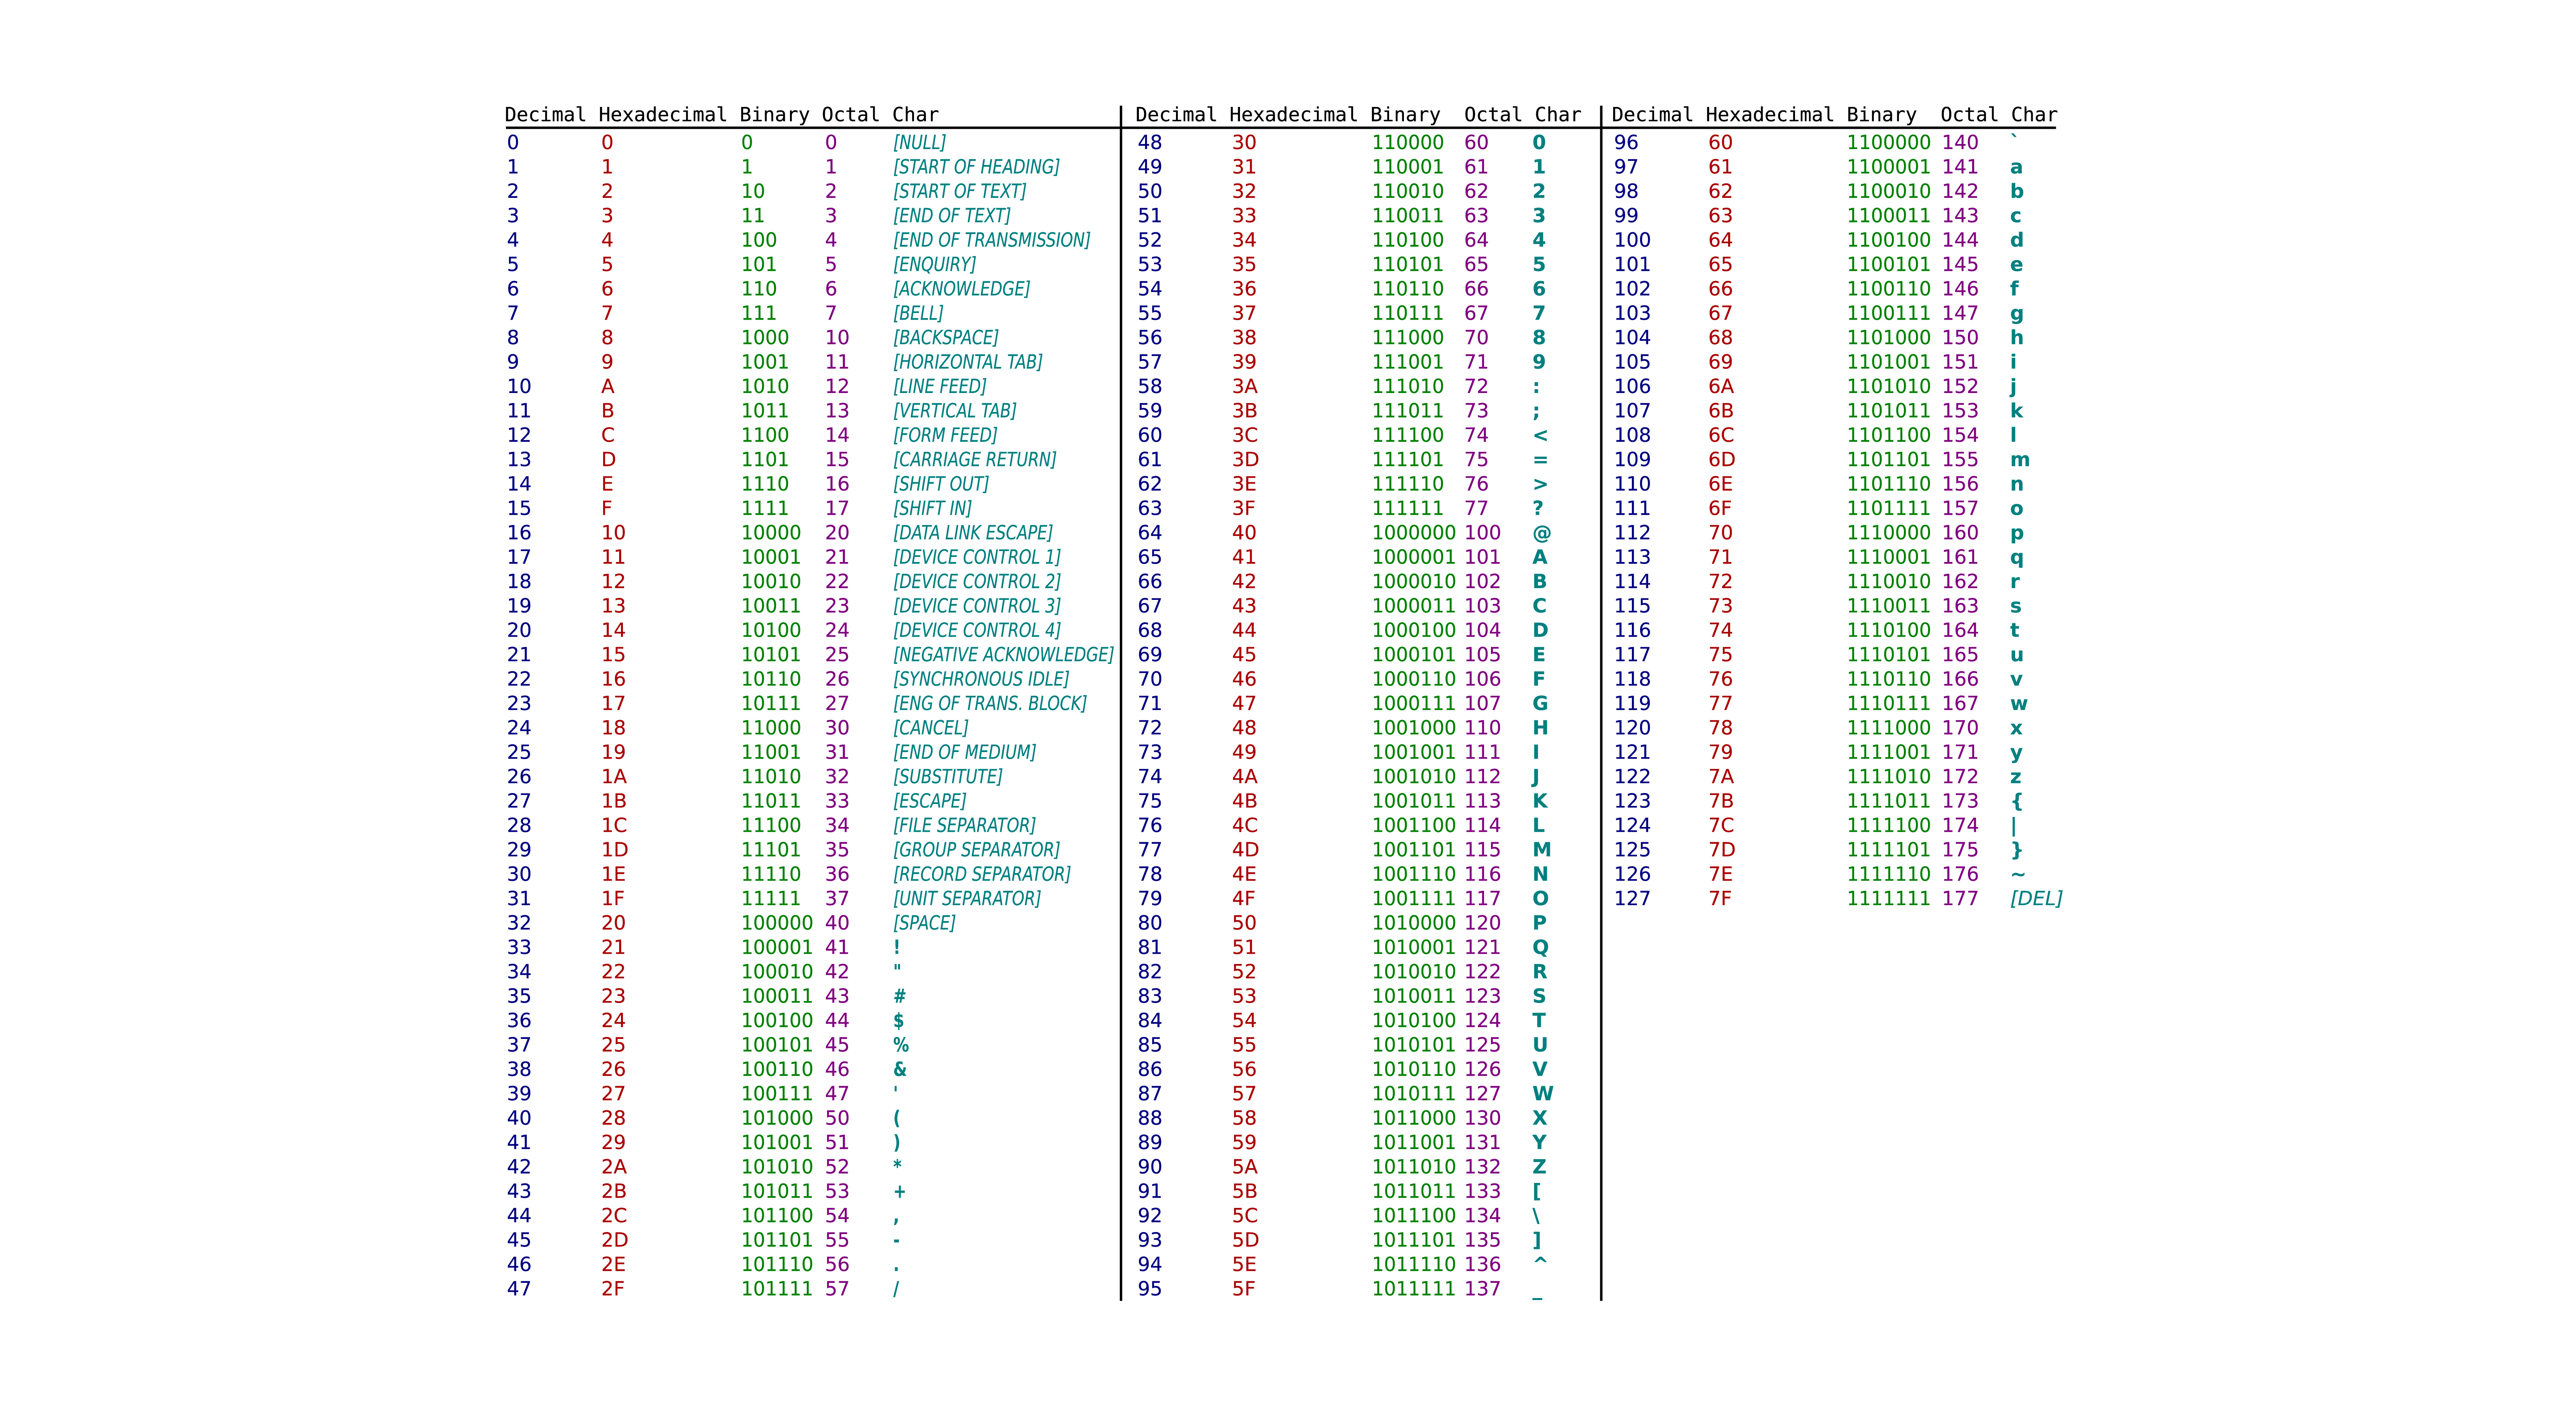 Decimal Hexadecimal Binary Octal Char Decimal Hexadecimal Binary Octal Char Decimal Hexadecimal Binary Octal Char
0 0 0 0 [NULL] 48 30 110000 60 0 96 60 1100000 140 `
1 1 1 1 [START OF HEADING] 49 31 110001 61 1 97 61 1100001 141 a
2 2 10 2 [START OF TEXT] 50 32 110010 62 2 98 62 1100010 142 b
3 3 11 3 [END OF TEXT] 51 33 110011 63 3 99 63 1100011 143 c
4 4 100 4 [END OF TRANSMISSION] 52 34 110100 64 4 100 64 1100100 144 d
5 5 101 5 [ENQUIRY] 53 35 110101 65 5 101 65 1100101 145 e
6 6 110 6 [ACKNOWLEDGE] 54 36 110110 66 6 102 66 1100110 146 f
7 7 111 7 [BELL] 55 37 110111 67 7 103 67 1100111 147 g
8 8 1000 10 [BACKSPACE] 56 38 111000 70 8 104 68 1101000 150 h
9 9 1001 11 [HORIZONTAL TAB] 57 39 111001 71 9 105 69 1101001 151 i
10 A 1010 12 [LINE FEED] 58 3A 111010 72 : 106 6A 1101010 152 j
11 B 1011 13 [VERTICAL TAB] 59 3B 111011 73 ; 107 6B 1101011 153 k
12 C 1100 14 [FORM FEED] 60 3C 111100 74 < 108 6C 1101100 154 l
13 D 1101 15 [CARRIAGE RETURN] 61 3D 111101 75 = 109 6D 1101101 155 m
14 E 1110 16 [SHIFT OUT] 62 3E 111110 76 > 110 6E 1101110 156 n
15 F 1111 17 [SHIFT IN] 63 3F 111111 77 ? 111 6F 1101111 157 o
16 10 10000 20 [DATA LINK ESCAPE] 64 40 1000000 100 @ 112 70 1110000 160 p
17 11 10001 21 [DEVICE CONTROL 1] 65 41 1000001 101 A 113 71 1110001 161 q
18 12 10010 22 [DEVICE CONTROL 2] 66 42 1000010 102 B 114 72 1110010 162 r
19 13 10011 23 [DEVICE CONTROL 3] 67 43 1000011 103 C 115 73 1110011 163 s
20 14 10100 24 [DEVICE CONTROL 4] 68 44 1000100 104 D 116 74 1110100 164 t
21 15 10101 25 [NEGATIVE ACKNOWLEDGE] 69 45 1000101 105 E 117 75 1110101 165 u
22 16 10110 26 [SYNCHRONOUS IDLE] 70 46 1000110 106 F 118 76 1110110 166 v
23 17 10111 27 [ENG OF TRANS. BLOCK] 71 47 1000111 107 G 119 77 1110111 167 w
24 18 11000 30 [CANCEL] 72 48 1001000 110 H 120 78 1111000 170 x
25 19 11001 31 [END OF MEDIUM] 73 49 1001001 111 I 121 79 1111001 171 y
26 1A 11010 32 [SUBSTITUTE] 74 4A 1001010 112 J 122 7A 1111010 172 z
27 1B 11011 33 [ESCAPE] 75 4B 1001011 113 K 123 7B 1111011 173 {
28 1C 11100 34 [FILE SEPARATOR] 76 4C 1001100 114 L 124 7C 1111100 174 |
29 1D 11101 35 [GROUP SEPARATOR] 77 4D 1001101 115 M 125 7D 1111101 175 }
30 1E 11110 36 [RECORD SEPARATOR] 78 4E 1001110 116 N 126 7E 1111110 176 ~
31 1F 11111 37 [UNIT SEPARATOR] 79 4F 1001111 117 O 127 7F 1111111 177 [DEL]
32 20 100000 40 [SPACE] 80 50 1010000 120 P
33 21 100001 41 ! 81 51 1010001 121 Q
34 22 100010 42 " 82 52 1010010 122 R
35 23 100011 43 # 83 53 1010011 123 S
36 24 100100 44 $ 84 54 1010100 124 T
37 25 100101 45 % 85 55 1010101 125 U
38 26 100110 46 & 86 56 1010110 126 V
39 27 100111 47 ' 87 57 1010111 127 W
40 28 101000 50 ( 88 58 1011000 130 X
41 29 101001 51 ) 89 59 1011001 131 Y
42 2A 101010 52 * 90 5A 1011010 132 Z
43 2B 101011 53 + 91 5B 1011011 133 [
44 2C 101100 54 , 92 5C 1011100 134 \
45 2D 101101 55 - 93 5D 1011101 135 ]
46 2E 101110 56 . 94 5E 1011110 136 ^
47 2F 101111 57 / 95 5F 1011111 137 _